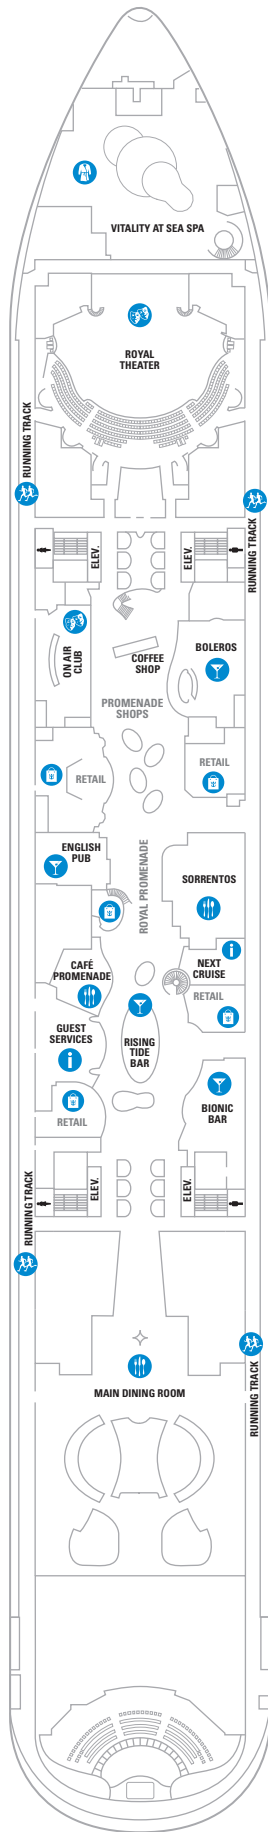 VITALITY AT SEA SPA
ROYAL
THEATER
RUNNING TRACK
RUNNING TRACK
ELEV.
ELEV.
ON AIR
CLUB
COFFEE
SHOP
BOLEROS
PROMENADE
SHOPS
RETAIL
RETAIL
ENGLISH
PUB
ROYAL PROMENADE
SORRENTOS
CAFÉ
PROMENADE
NEXT
CRUISE
RETAIL
GUEST
SERVICES
RISING
TIDE
BAR
RETAIL
BIONIC
BAR
ELEV.
ELEV.
RUNNING TRACK
RUNNING TRACK
MAIN DINING ROOM